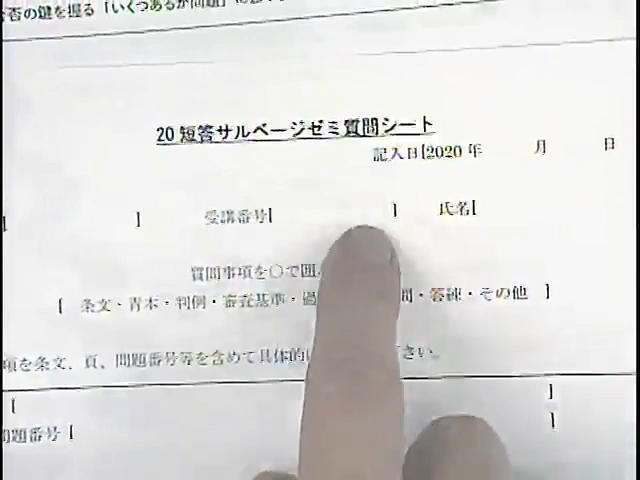 否の鍵を握る「いくつあるか問題」に
20 短答サルベージゼミ質問シート
記入日[2020 年 月 日
] 受講番号[ ] 氏名[
質問事項を○で囲
[ 条文・青本・判例・審査基準・過 問・答練・その他 ]
項を条文、頁、問題番号等を含めて具体的 さい。
[ ]
問題番号 [ ]